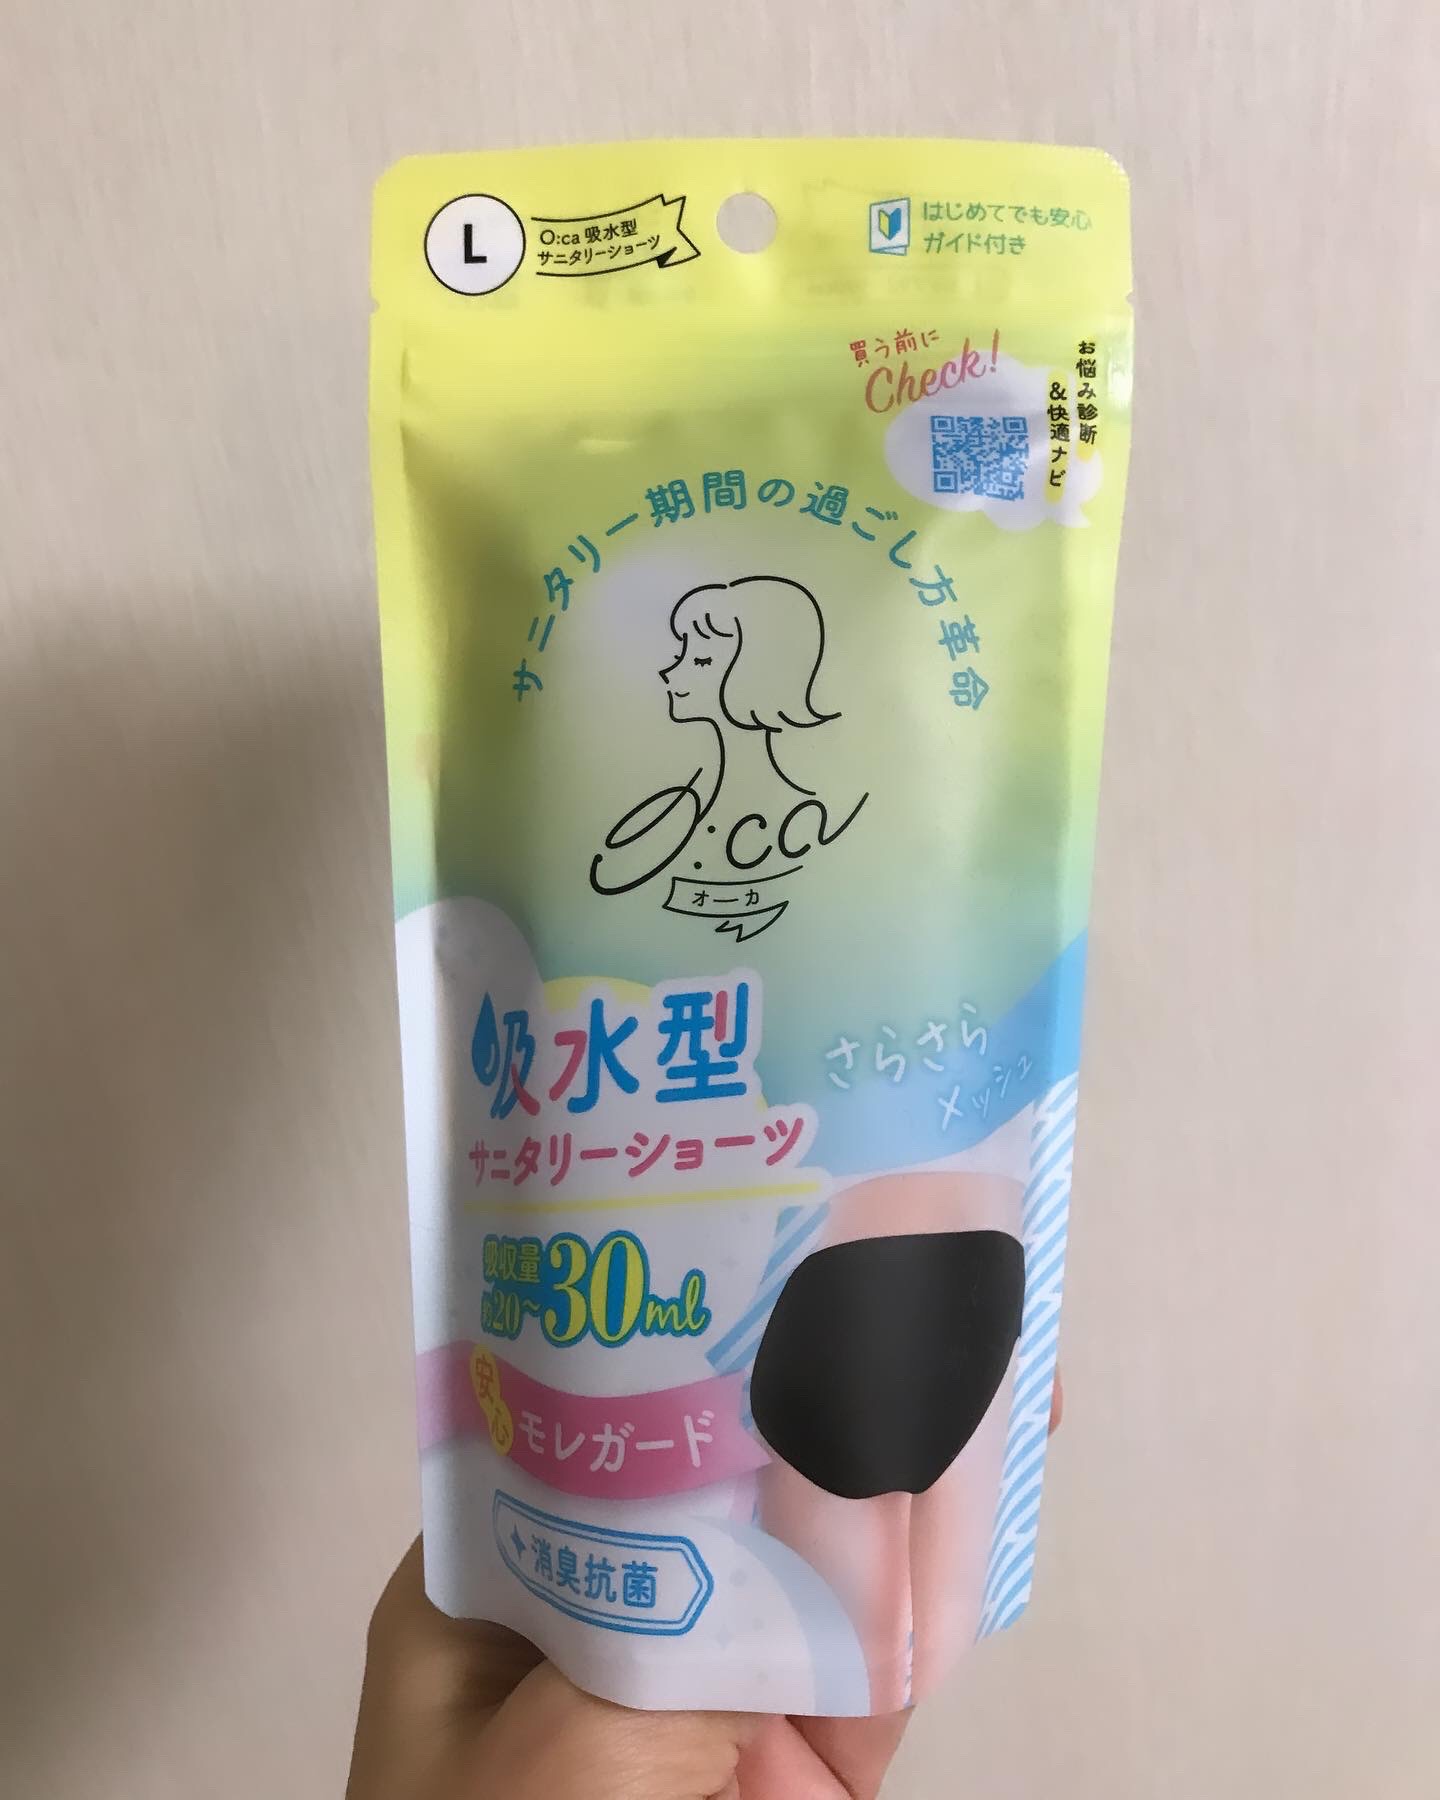 L
O:ca 吸水型
サニタリーショーツ
はじめてでも安心
ガイド付き
買う前に
Check!
お悩み診断
&快適ナビ
サニタリー期間の過ごし方革命
O:ca
オーカ
吸水型
サニタリーショーツ
さらさら
メッシュ
吸収量
約20~30ml
安心
モレガード
消臭抗菌